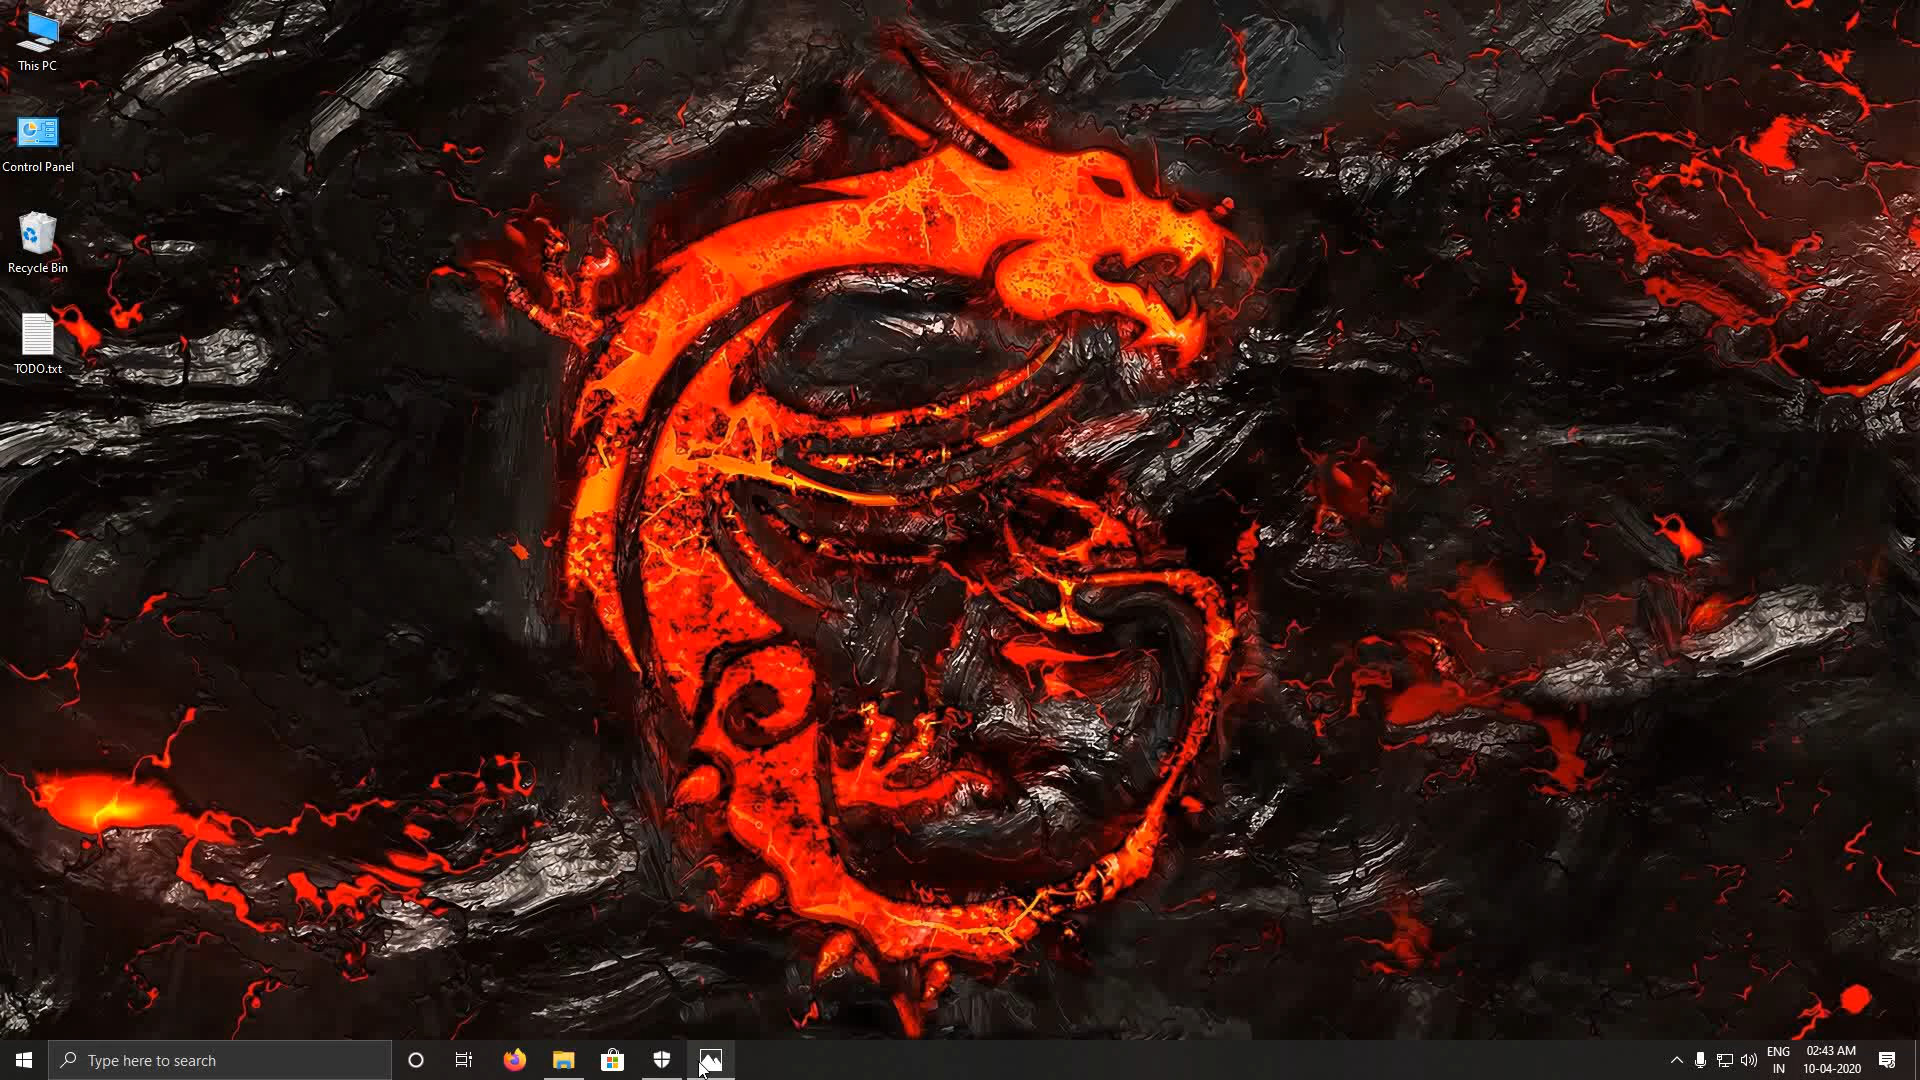 This PC
Control Panel
Recycle Bin
TODO.txt
Type here to search
ENG
IN
02:43 AM
10-04-2020